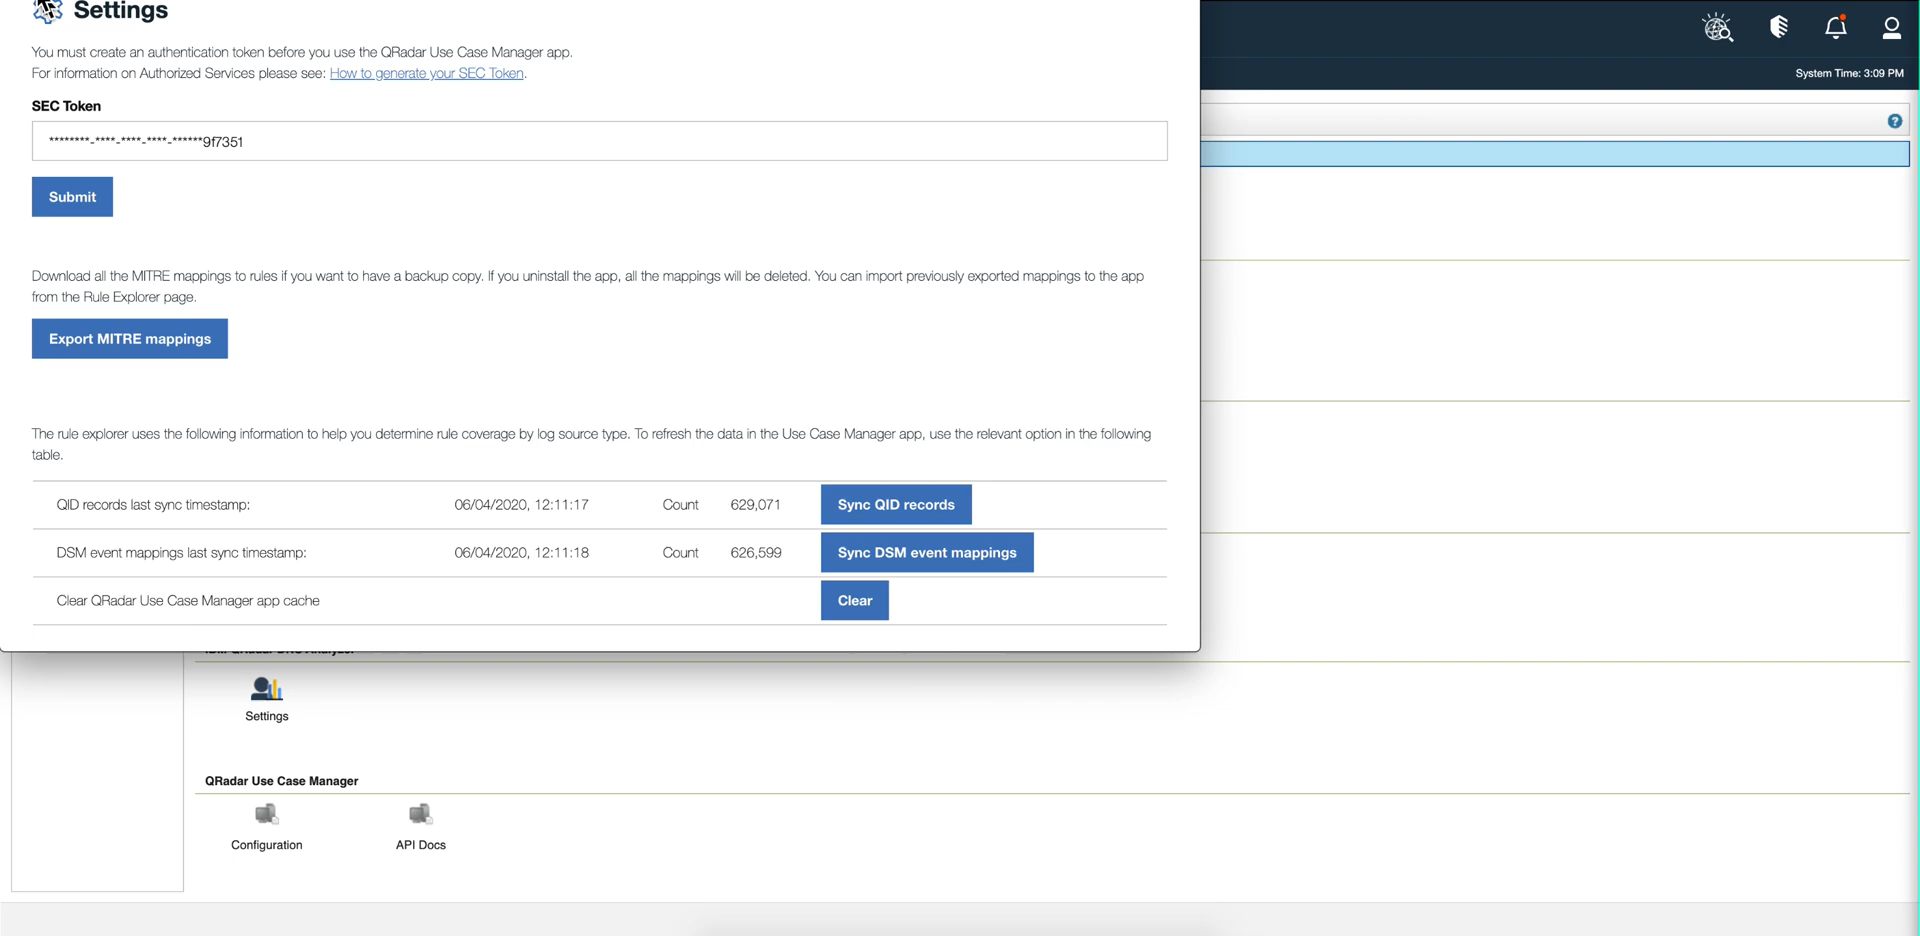 Settings
System Time: 3:09 PM
You must create an authentication token before you use the QRadar Use Case Manager app.
For information on Authorized Services please see: How to generate your SEC Token.
SEC Token
********-****-****-****-******9f7351
Submit
Download all the MITRE mappings to rules if you want to have a backup copy. If you uninstall the app, all the mappings will be deleted. You can import previously exported mappings to the app
from the Rule Explorer page.
Export MITRE mappings
The rule explorer uses the following information to help you determine rule coverage by log source type. To refresh the data in the Use Case Manager app, use the relevant option in the following
table.
QID records last sync timestamp: 06/04/2020, 12:11:17 Count 629,071 Sync QID records
DSM event mappings last sync timestamp: 06/04/2020, 12:11:18 Count 626,599 Sync DSM event mappings
Clear QRadar Use Case Manager app cache Clear
Settings
QRadar Use Case Manager
Configuration API Docs